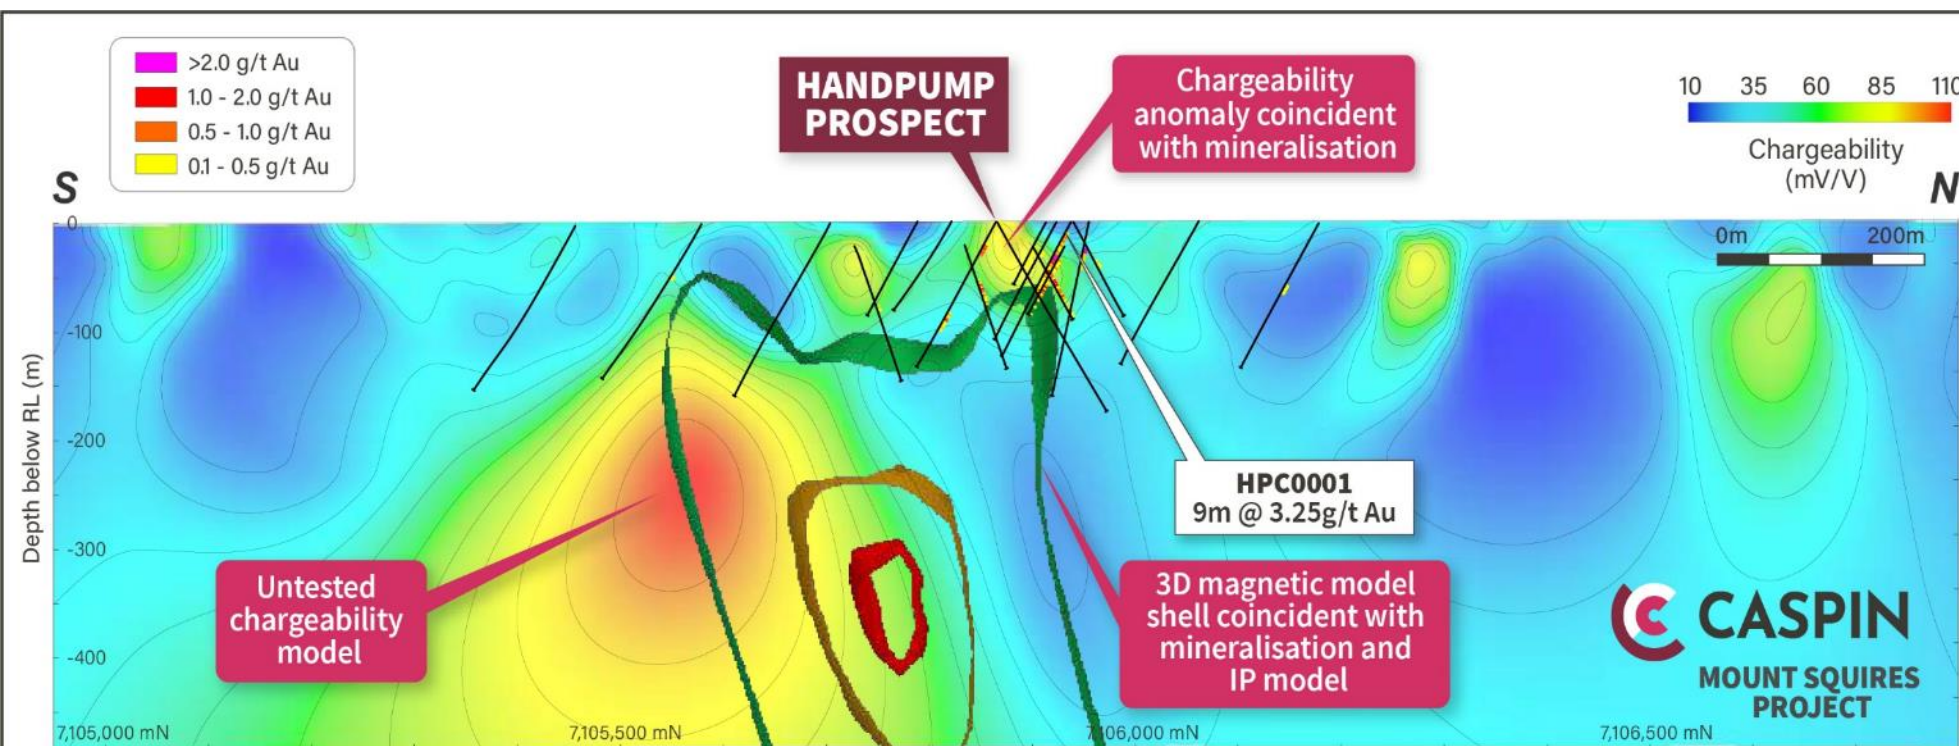 >2.0 g/t Au
1.0 - 2.0 g/t Au
0.5 - 1.0 g/t Au
0.1 - 0.5 g/t Au
HANDPUMP
PROSPECT
Chargeability
anomaly coincident
with mineralisation
10 35 60 85 110
Chargeability
(mV/V)
S
N
0m 200m
Depth below RL (m)
0
-100
-200
-300
-400
HPC0001
9m @ 3.25g/t Au
Untested
chargeability
model
3D magnetic model
shell coincident with
mineralisation and
IP model
CASPIN
MOUNT SQUIRES
PROJECT
7,105,000 mN 7,105,500 mN 7,106,000 mN 7,106,500 mN